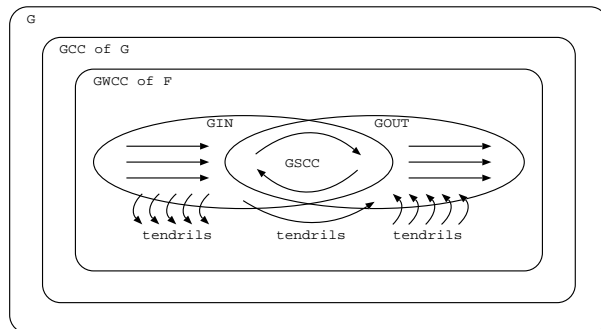 G
GCC of G
GWCC of F
GIN GOUT
GSCC
tendrils tendrils tendrils